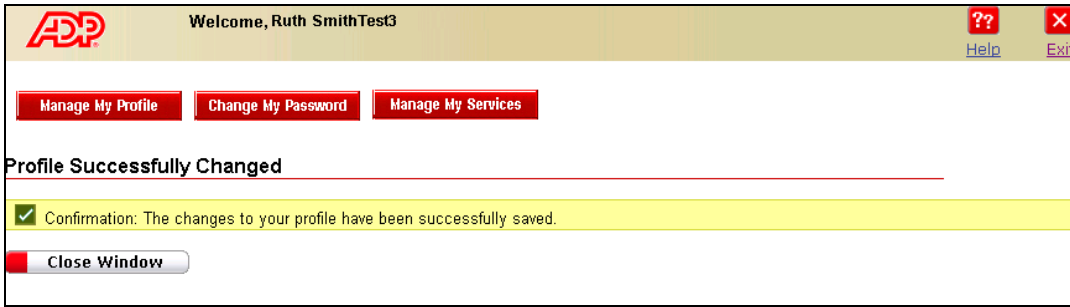 ADP
Welcome, Ruth SmithTest3
??
Help
Exit
Manage My Profile
Change My Password
Manage My Services
Profile Successfully Changed
Confirmation: The changes to your profile have been successfully saved.
Close Window